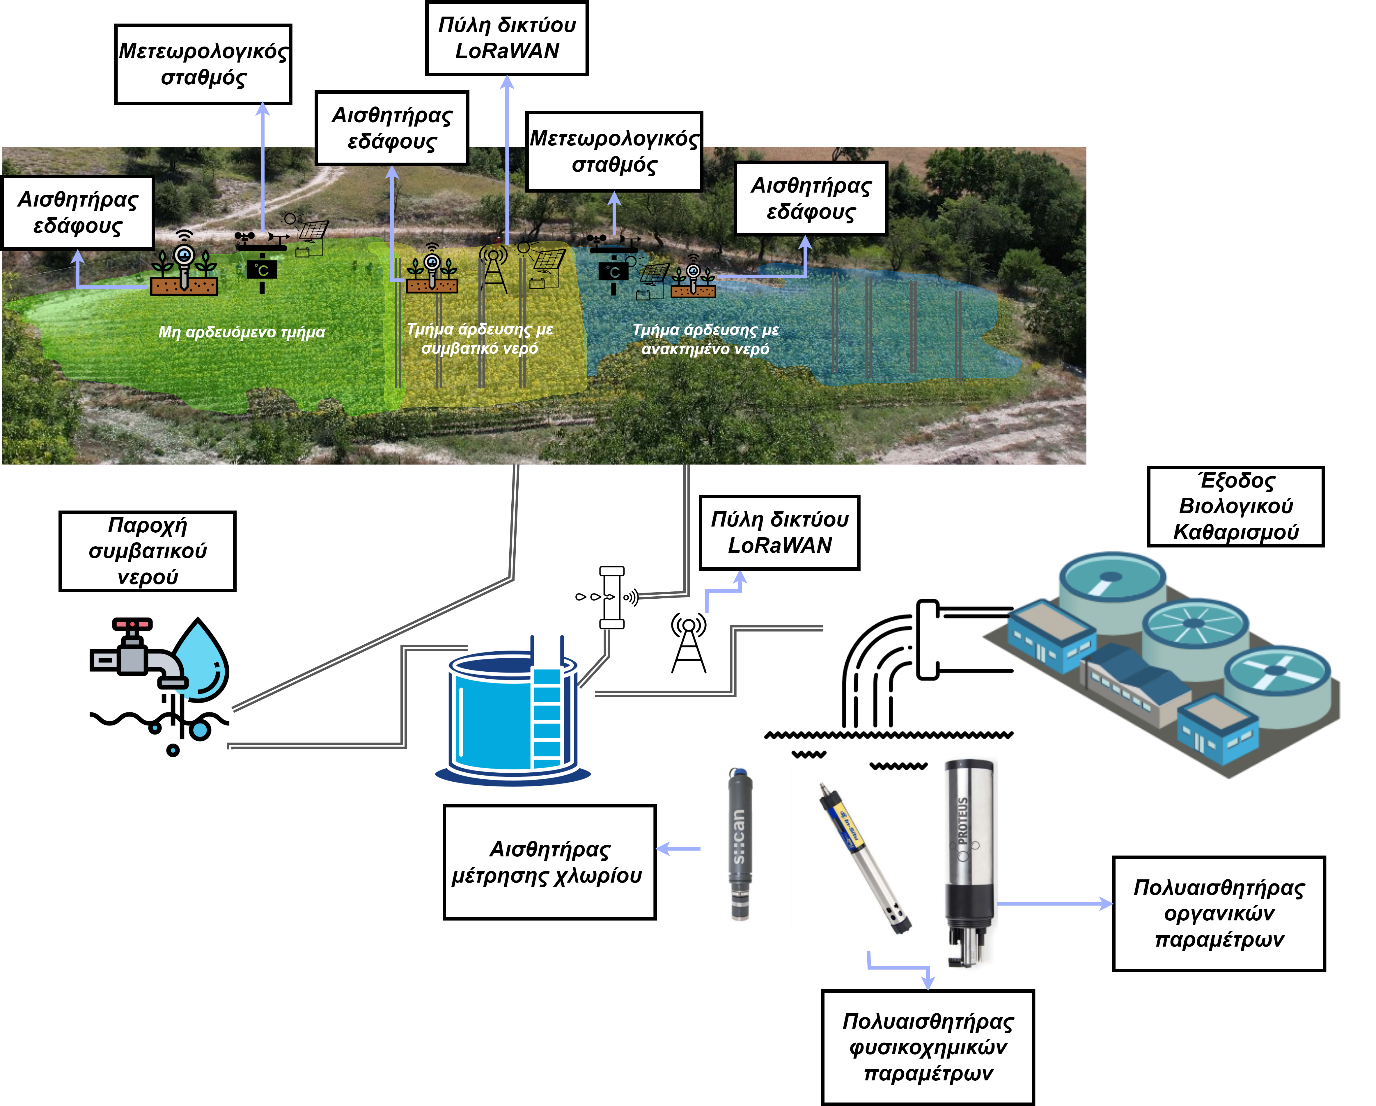 Πύλη δικτύου
LoRaWAN
Μετεωρολογικός
σταθμός
Αισθητήρας
εδάφους
Μετεωρολογικός
σταθμός
Αισθητήρας
εδάφους
Αισθητήρας
εδάφους
°C
°C
Μη αρδευόμενο τμήμα
Τμήμα άρδευσης με
συμβατικό νερό
Τμήμα άρδευσης με
ανακτημένο νερό
Έξοδος
Βιολογικού
Καθαρισμού
Παροχή
συμβατικού
νερού
Πύλη δικτύου
LoRaWAN
s::can
In-Situ
PROTEUS
Αισθητήρας
μέτρησης χλωρίου
Πολυαισθητήρας
οργανικών
παραμέτρων
Πολυαισθητήρας
φυσικοχημικών
παραμέτρων